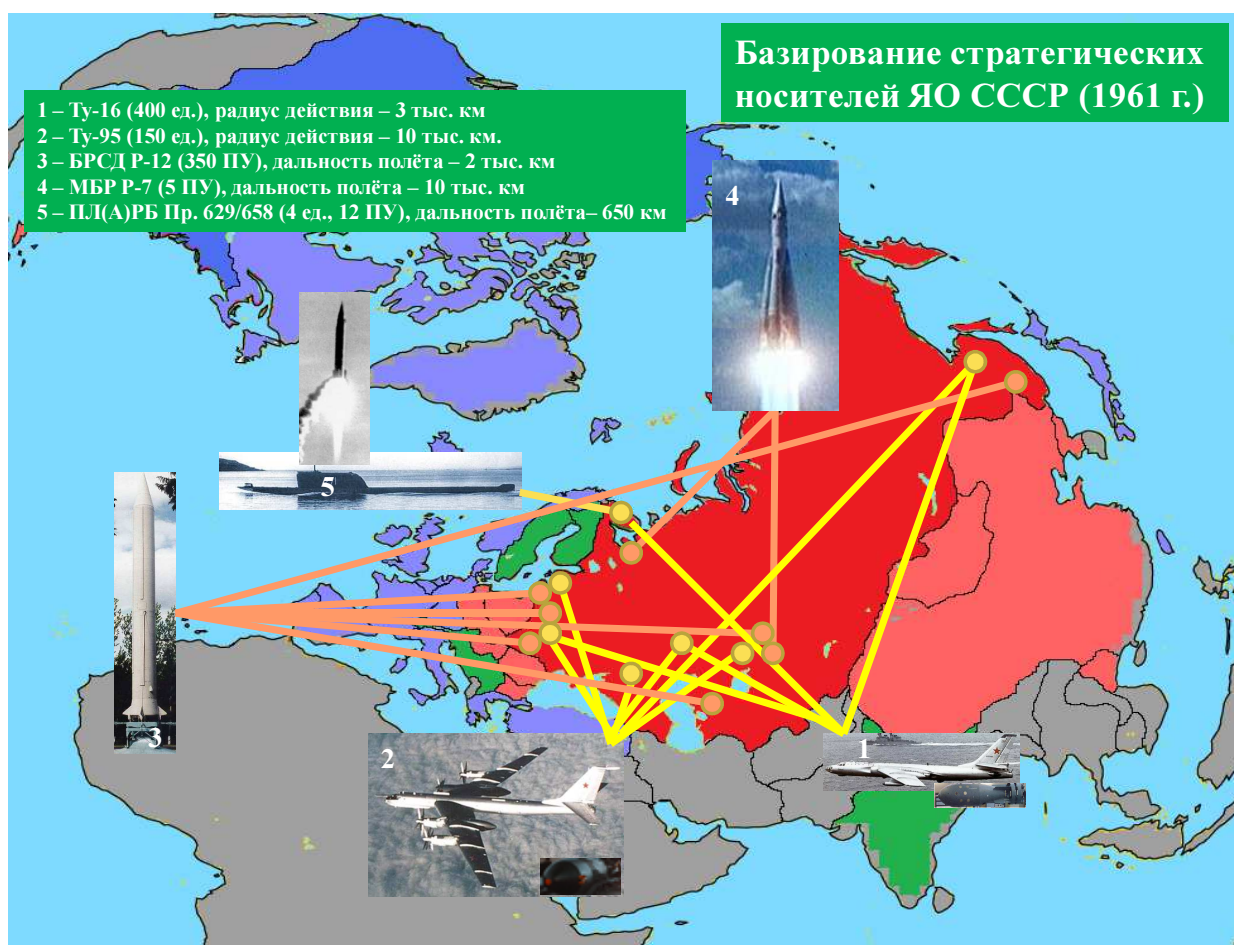 Базирование стратегических
носителей ЯО СССР (1961 г.)
1 – Ту-16 (400 ед.), радиус действия – 3 тыс. км
2 – Ту-95 (150 ед.), радиус действия – 10 тыс. км.
3 – БРСД Р-12 (350 ПУ), дальность полёта – 2 тыс. км
4 – МБР Р-7 (5 ПУ), дальность полёта – 10 тыс. км
5 – ПЛ(А)РБ Пр. 629/658 (4 ед., 12 ПУ), дальность полёта– 650 км
4
5
3
2
1